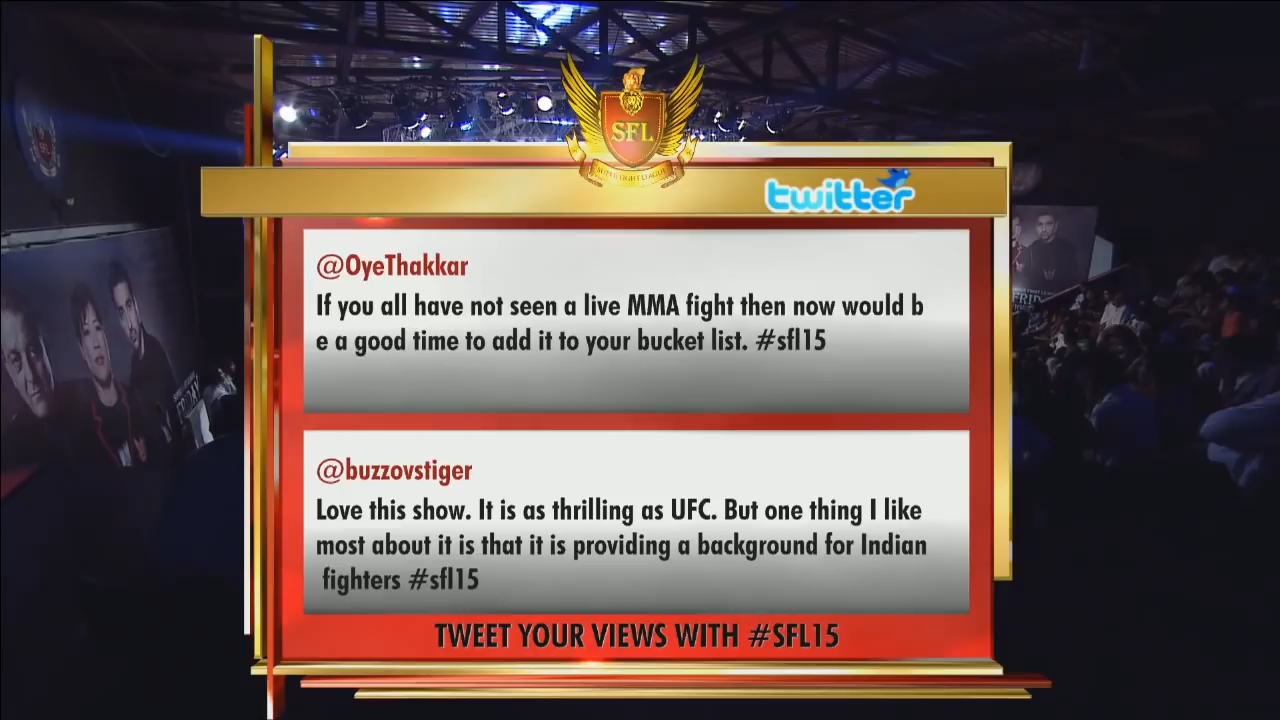 SFL
SUPER FIGHT LEAGUE
twitter
@OyeThakkar
If you all have not seen a live MMA fight then now would b
e a good time to add it to your bucket list. #sfl15
@buzzovstiger
Love this show. It is as thrilling as UFC. But one thing I like
most about it is that it is providing a background for Indian
fighters #sfl15
TWEET YOUR VIEWS WITH #SFL15